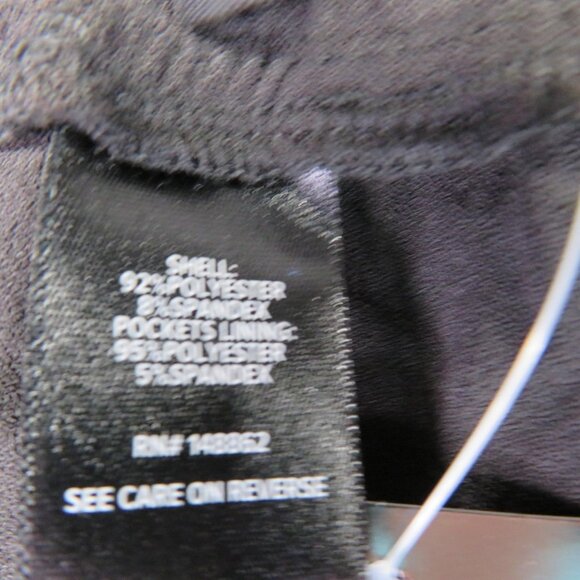 SHELL:
92%POLYESTER
8%SPANDEX
POCKETS LINING:
95%POLYESTER
5%SPANDEX
RN# 148862
SEE CARE ON REVERSE